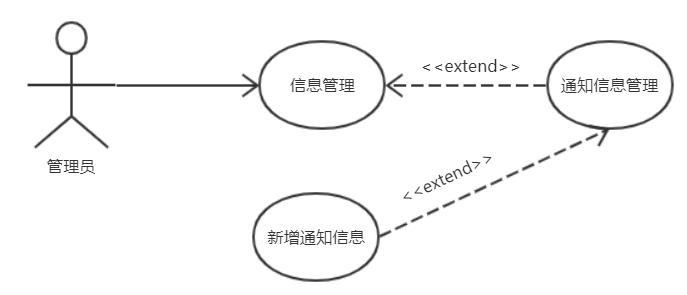 <<extend>>
信息管理
通知信息管理
管理员
<<extend>>
新增通知信息